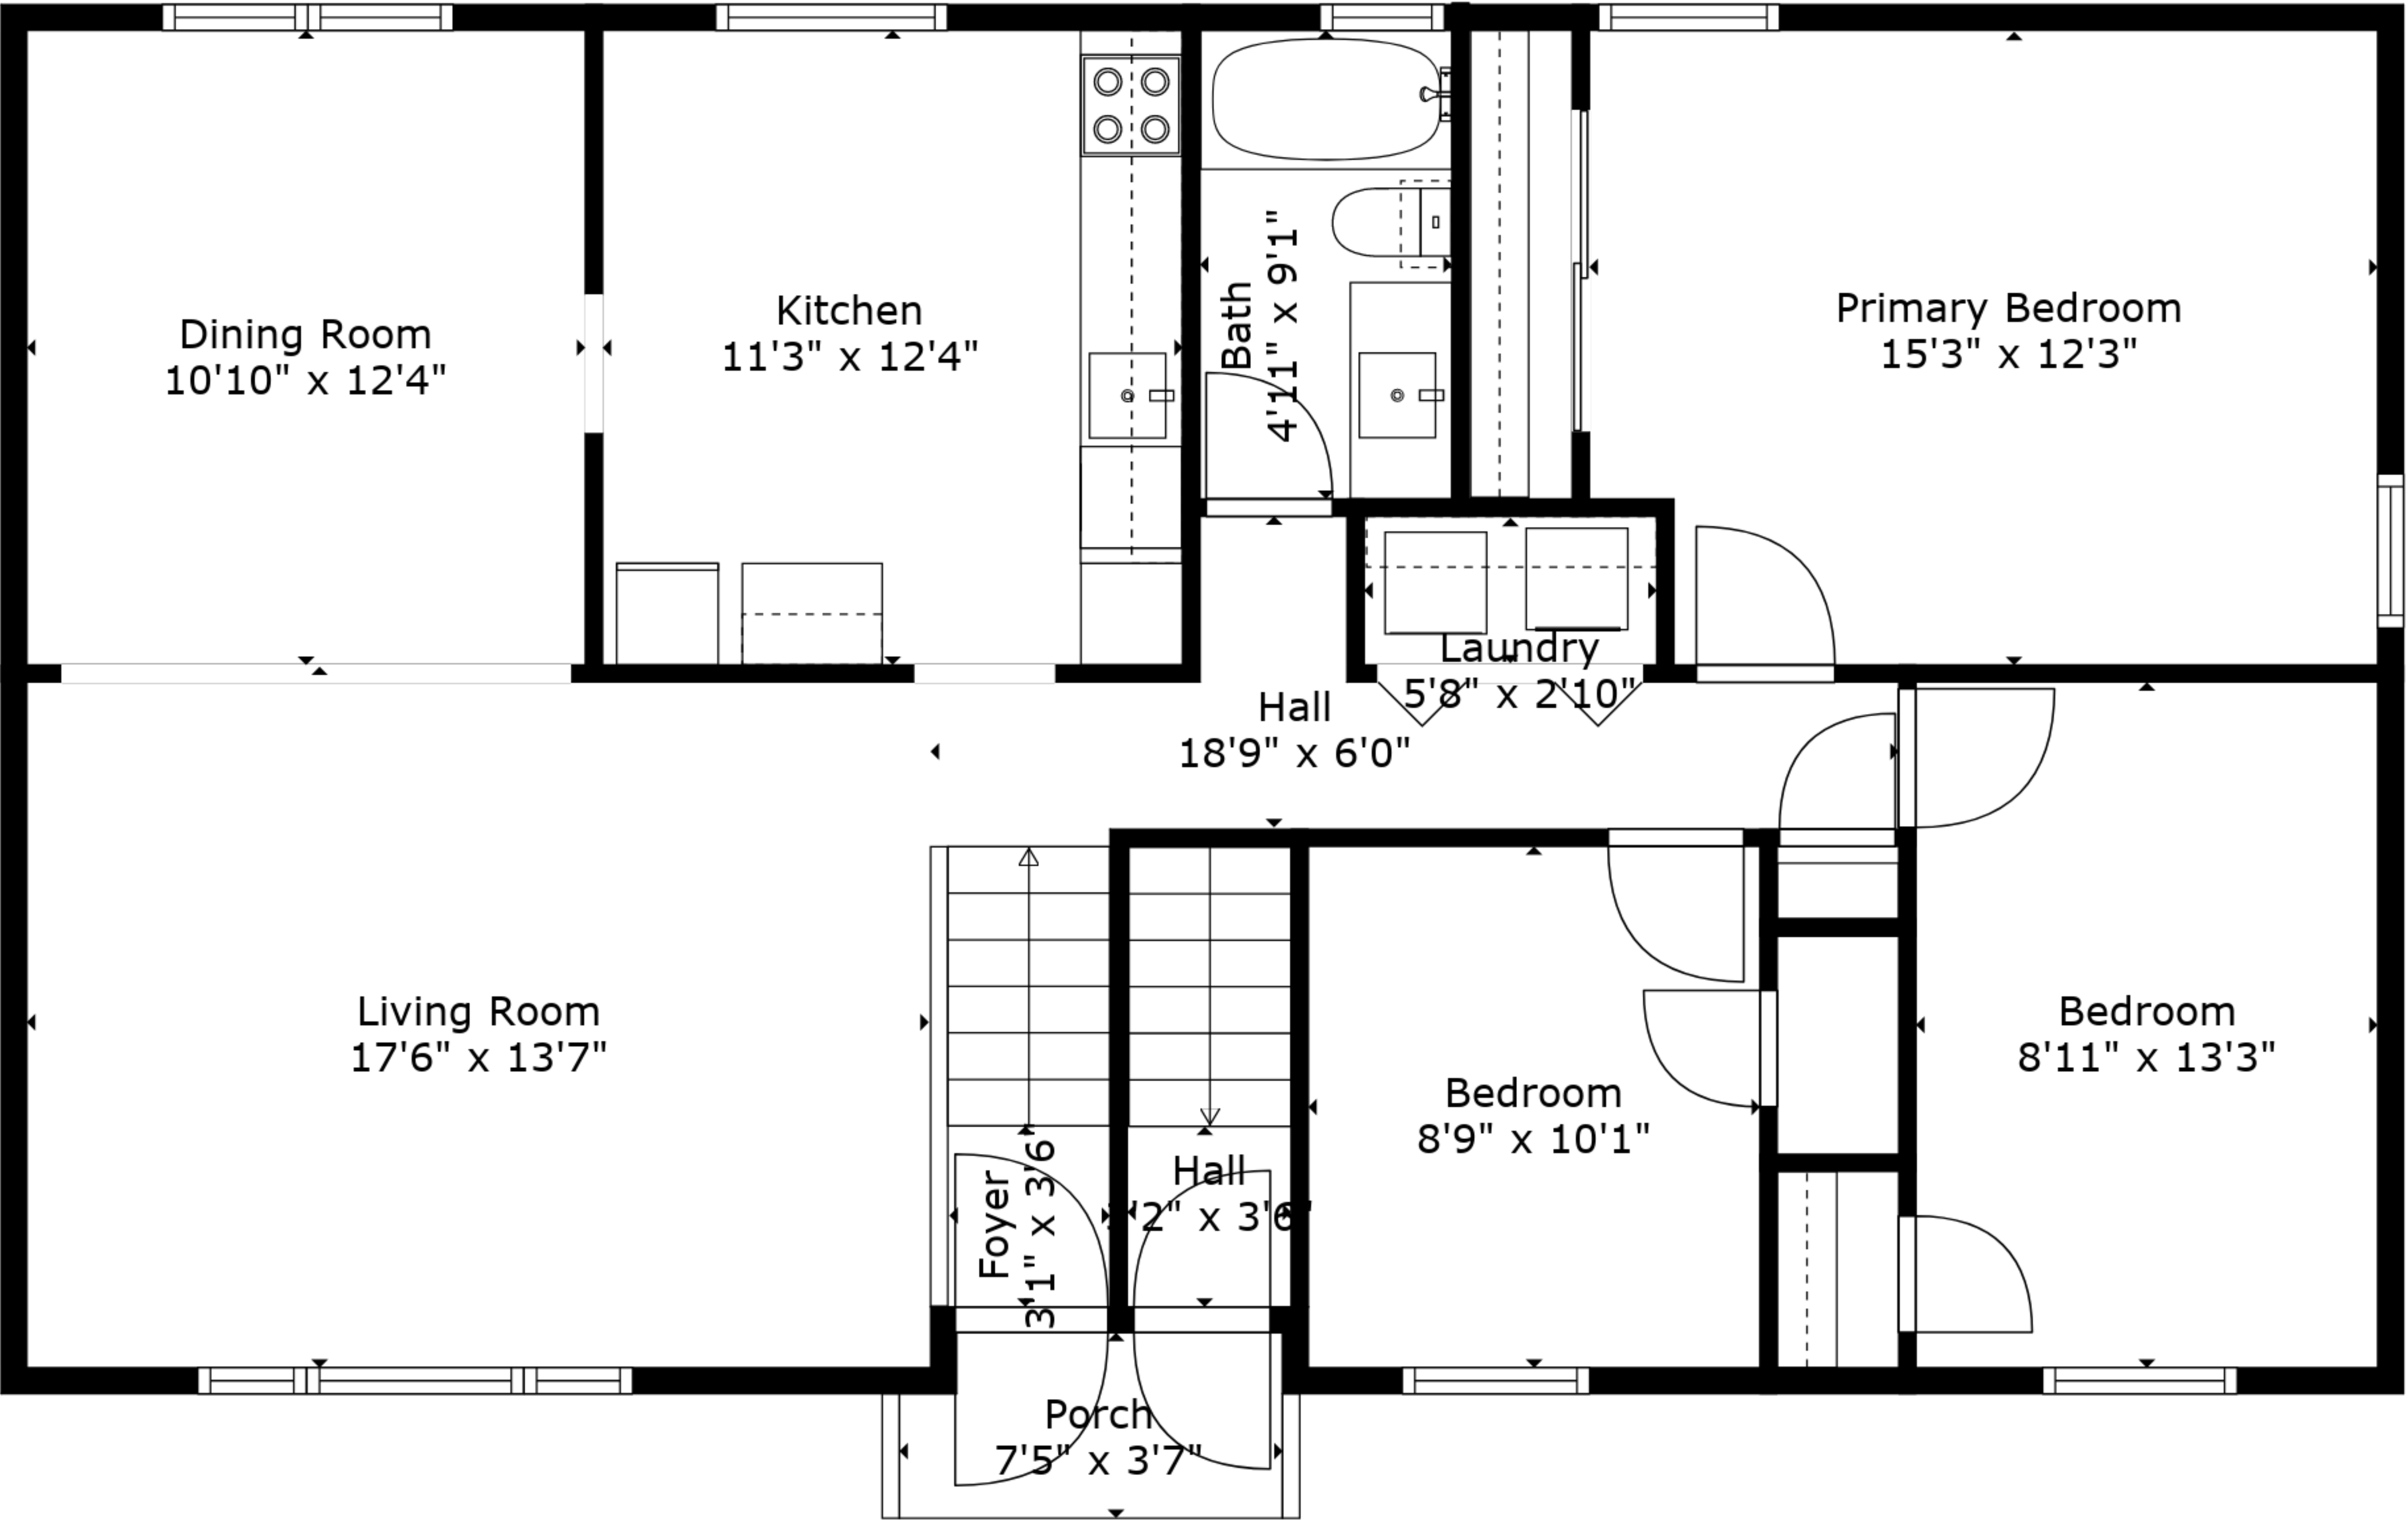 Dining Room
10'10" x 12'4"
Kitchen
11'3" x 12'4"
Bath
4'11" x 9'1"
Primary Bedroom
15'3" x 12'3"
Laundry
5'8" x 2'10"
Hall
18'9" x 6'0"
Living Room
17'6" x 13'7"
Foyer
3'1" x 3'6"
Hall
x 3'6"
Bedroom
8'9" x 10'1"
Bedroom
8'11" x 13'3"
Porch
7'5" x 3'7"